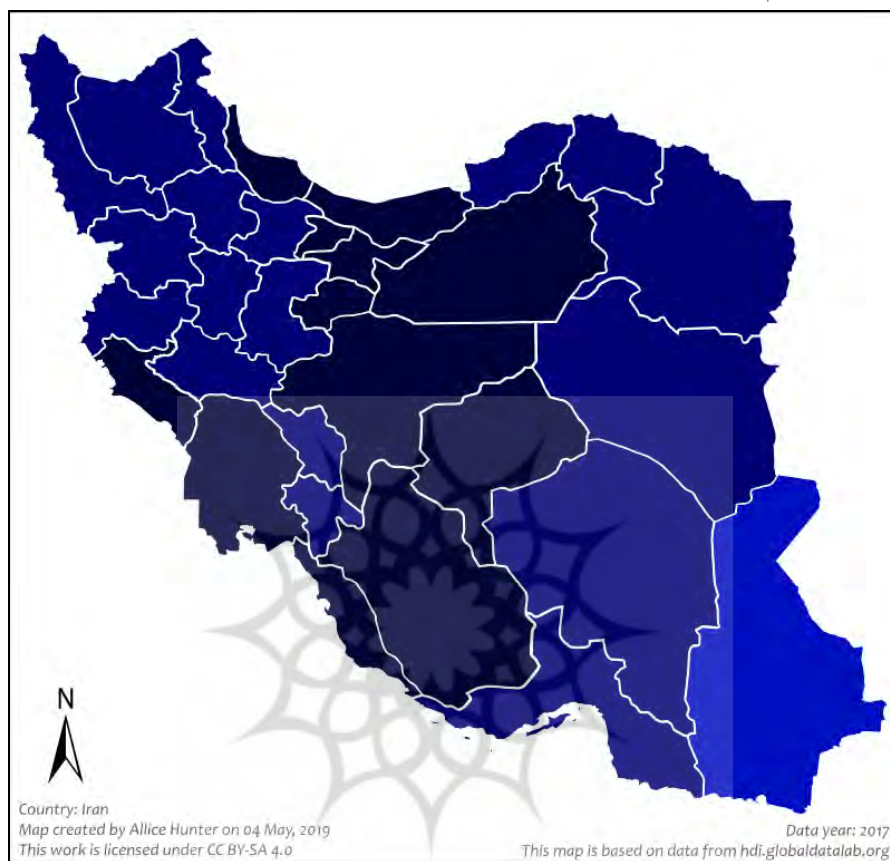 N
Country: Iran
Map created by Allice Hunter on 04 May, 2019
This work is licensed under CC BY-SA 4.0
Data year: 2017
This map is based on data from hdi.globaldatalab.org